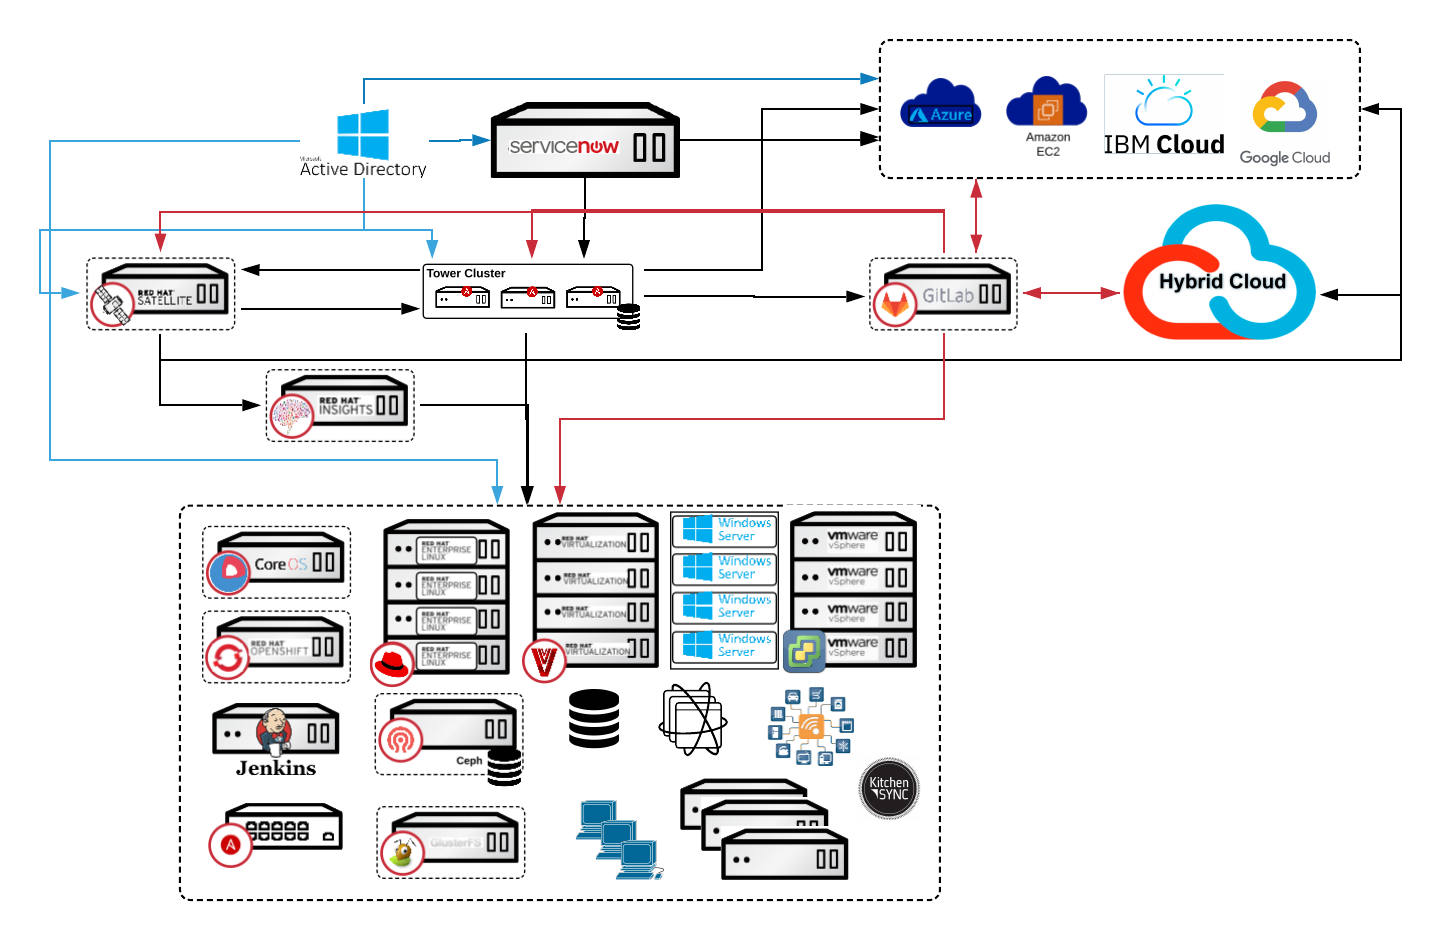 Azure
Amazon
EC2
IBM Cloud
Google Cloud
Microsoft
Active Directory
servicenow
RED HAT
SATELLITE
Tower Cluster
GitLab
Hybrid Cloud
RED HAT
INSIGHTS
CoreOS
RED HAT
ENTERPRISE
LINUX
RED HAT
ENTERPRISE
LINUX
RED HAT
ENTERPRISE
LINUX
RED HAT
ENTERPRISE
LINUX
RED HAT
VIRTUALIZATION
RED HAT
VIRTUALIZATION
RED HAT
VIRTUALIZATION
RED HAT
VIRTUALIZATION
Windows
Server
Windows
Server
Windows
Server
Windows
Server
vmware
vSphere
vmware
vSphere
vmware
vSphere
vmware
vSphere
RED HAT
OPENSHIFT
Jenkins
Ceph
Kitchen
SYNC
GlusterFS